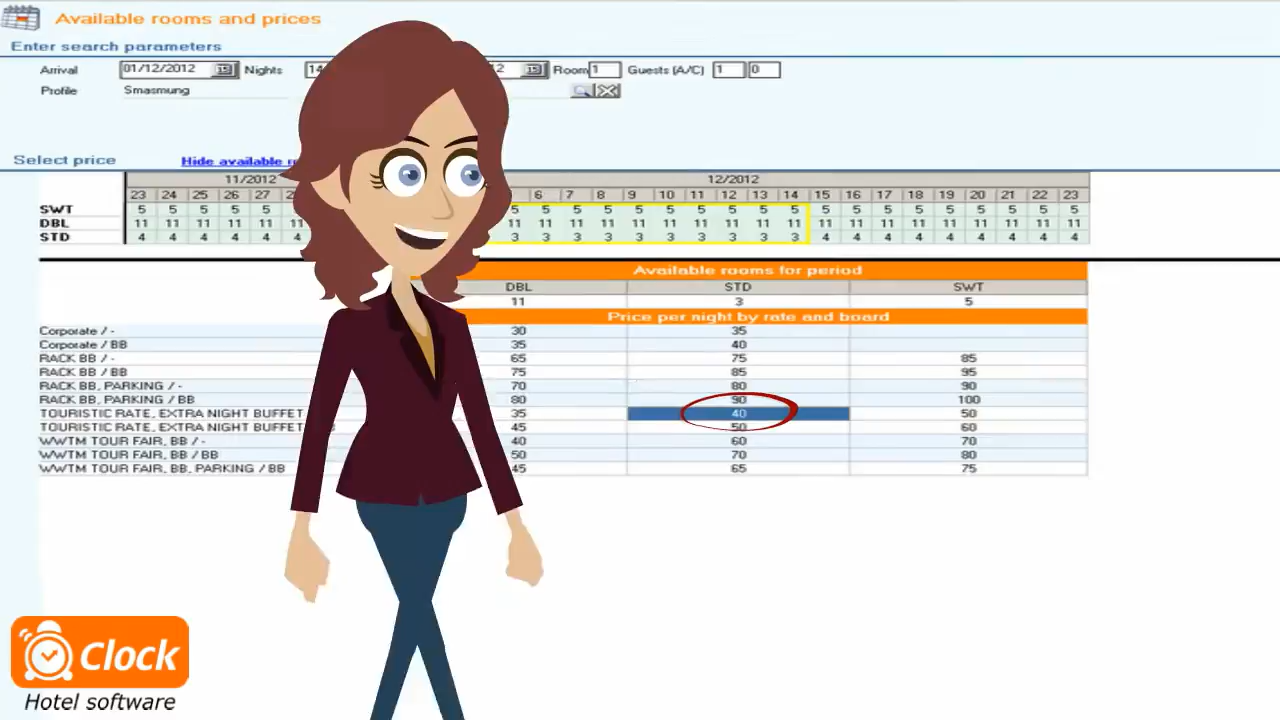 Available rooms and prices
Enter search parameters
Arrival 01/12/2012 Nights 14 2 Room 1 Guests (A/C) 1 0
Profile Smasmung
Select price Hide available
11/2012 12/2012
23 24 25 26 27 6 7 8 9 10 11 12 13 14 15 16 17 18 19 20 21 22 23
SWT 5 5 5 5 5 5 5 5 5 5 5 5 5 5 5 5 5 5 5 5 5 5 5 5
DBL 11 11 11 11 11 11 11 11 11 11 11 11 11 11 11 11 11 11 11 11 11 11 11 11 11
STD 4 4 4 4 4 4 3 3 3 3 3 3 3 3 3 3 4 4 4 4 4 4 4 4 4
Available rooms for period
DBL STD SWT
11 3 5
Price per night by rate and board
Corporate / - 30 35
Corporate / BB 35 40
RACK BB / - 65 75 85
RACK BB / BB 75 85 95
RACK BB, PARKING / - 70 80 90
RACK BB, PARKING / BB 80 90 100
TOURISTIC RATE, EXTRA NIGHT BUFFET 35 40 50
TOURISTIC RATE, EXTRA NIGHT BUFFET 45 50 60
WWTM TOUR FAIR, BB / - 40 60 70
WWTM TOUR FAIR, BB / BB 50 70 80
WWTM TOUR FAIR, BB, PARKING / BB 45 65 75
Clock
Hotel software